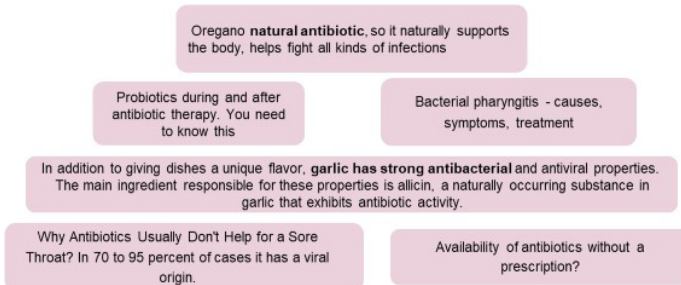 Oregano natural antibiotic, so it naturally supports
the body, helps fight all kinds of infections
Probiotics during and after
antibiotic therapy. You need
to know this
Bacterial pharyngitis - causes,
symptoms, treatment
In addition to giving dishes a unique flavor, garlic has strong antibacterial and antiviral properties.
The main ingredient responsible for these properties is allicin, a naturally occurring substance in
garlic that exhibits antibiotic activity.
Why Antibiotics Usually Don't Help for a Sore
Throat? In 70 to 95 percent of cases it has a viral
origin.
Availability of antibiotics without a
prescription?